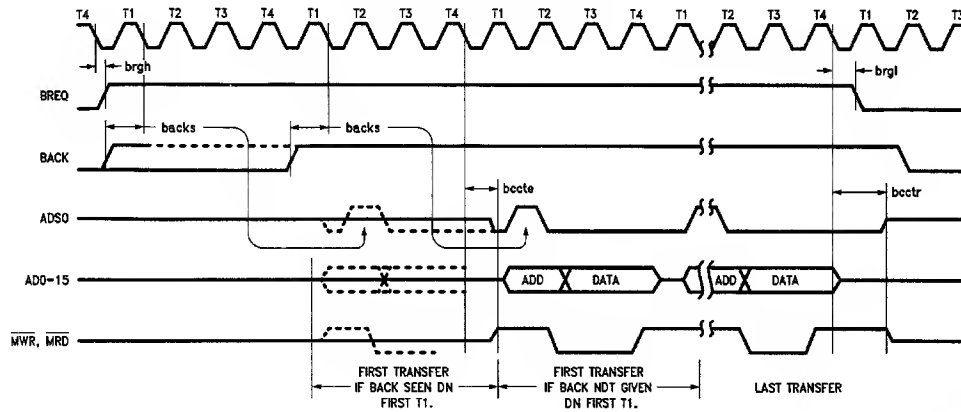 T4 T1 T2 T3 T4 T1 T2 T3 T4 T1 T2 T3 T1 T2 T3 T4 T1 T2 T3
brgh
brgl
BREQ
backs
backs
BACK
bccte
bcctr
ADS0
AD0-15
ADD
DATA
ADD
DATA
MWR, MRD
FIRST TRANSFER
IF BACK SEEN DN
FIRST T1.
FIRST TRANSFER
IF BACK NDT GIVEN
DN FIRST T1.
LAST TRANSFER